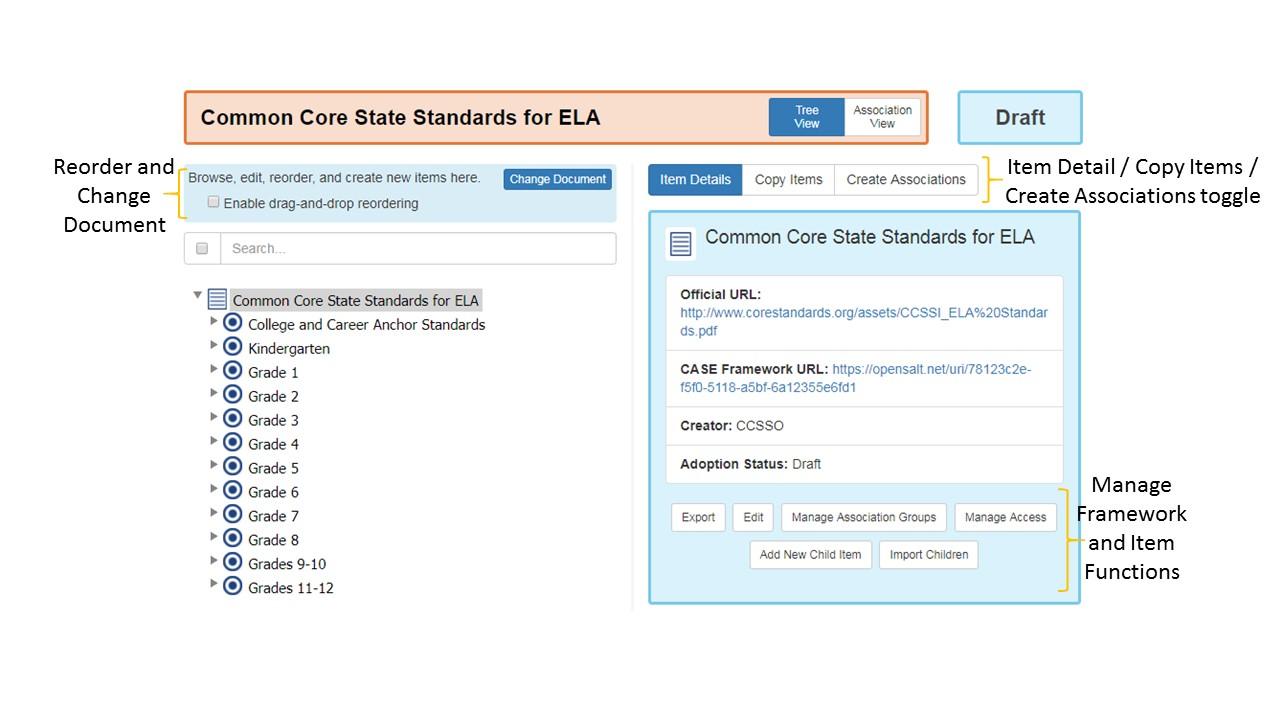 Common Core State Standards for ELA
Tree
View
Association
View
Draft
Reorder and
Change
Document
Browse, edit, reorder, and create new items here.
Change Document
Enable drag-and-drop reordering
Search...
Common Core State Standards for ELA
College and Career Anchor Standards
Kindergarten
Grade 1
Grade 2
Grade 3
Grade 4
Grade 5
Grade 6
Grade 7
Grade 8
Grades 9-10
Grades 11-12
Item Details
Copy Items
Create Associations
Item Detail / Copy Items /
Create Associations toggle
Common Core State Standards for ELA
Official URL:
http://www.corestandards.org/assets/CCSSI_ELA%20Standar
ds.pdf
CASE Framework URL: https://opensalt.net/uri/78123c2e-
f5f0-5118-a5bf-6a12355e6fd1
Creator: CCSSO
Adoption Status: Draft
Export
Edit
Manage Association Groups
Manage Access
Add New Child Item
Import Children
Manage
Framework
and Item
Functions